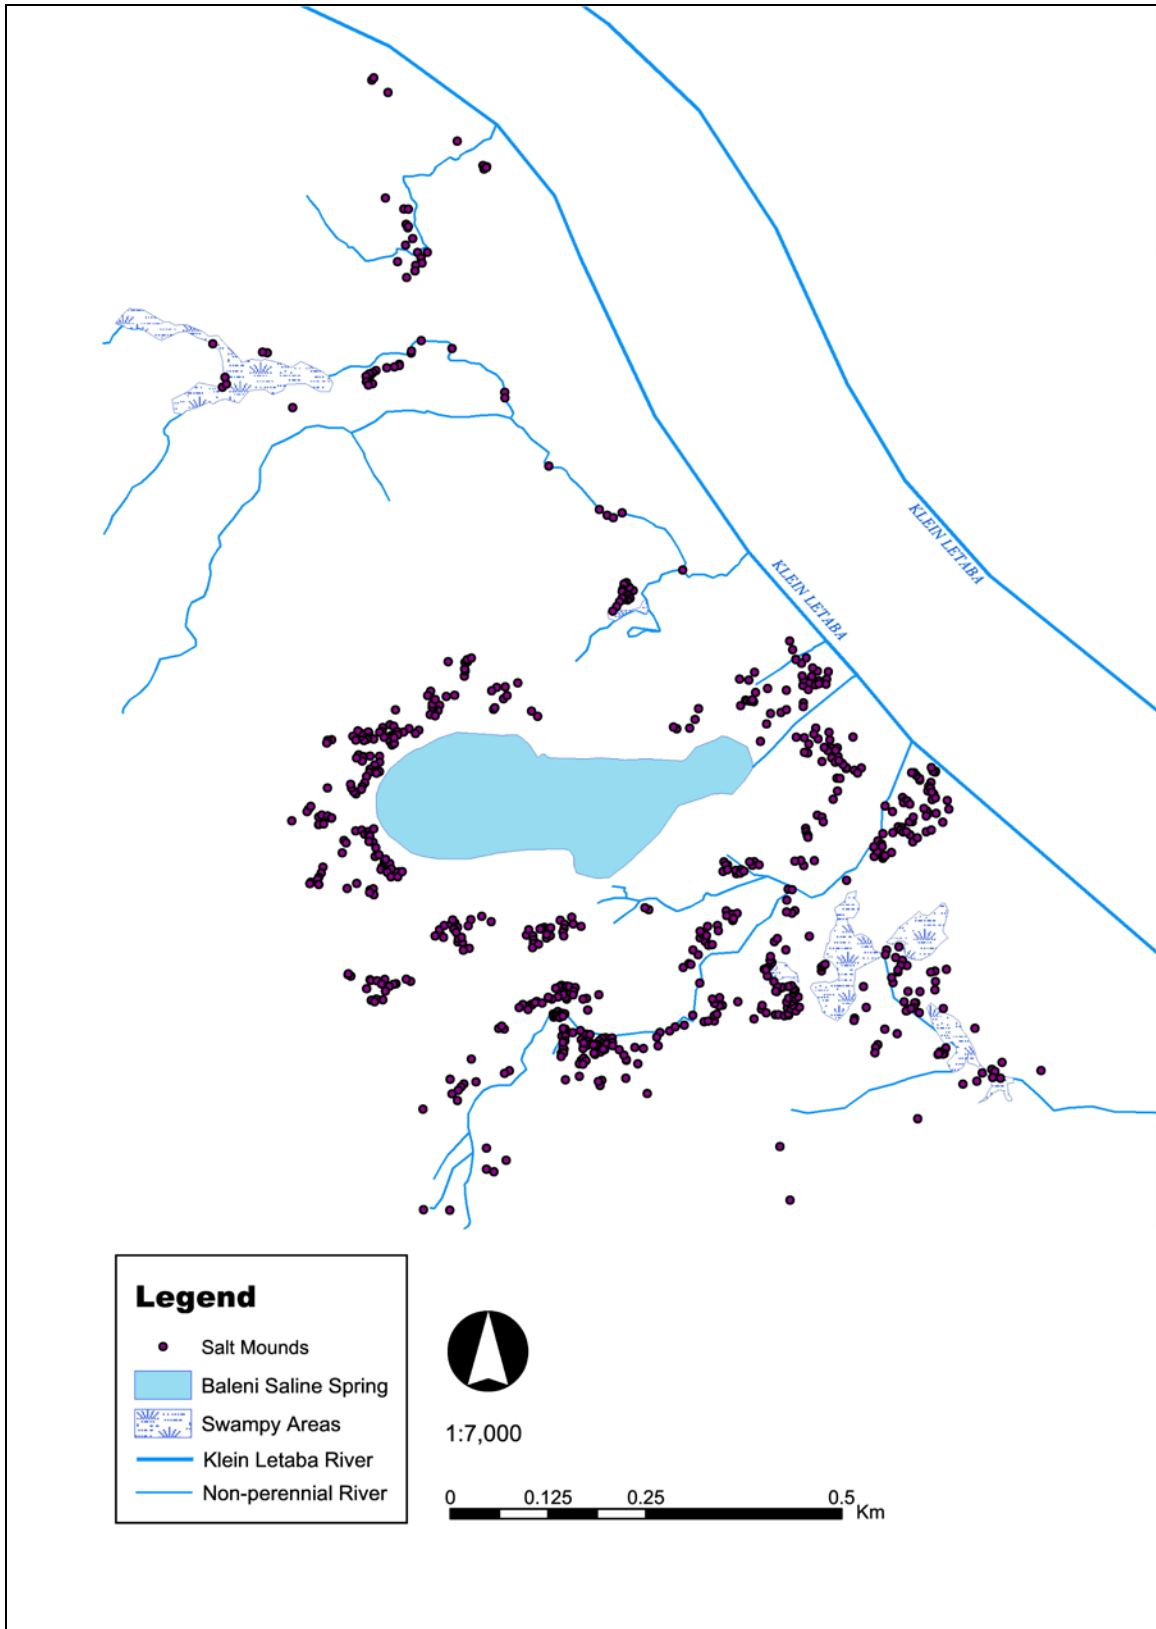 KLEIN LETABA
KLEIN LETABA
Legend
Salt Mounds
Baleni Saline Spring
Swampy Areas
Klein Letaba River
Non-perennial River
1:7,000
0 0.125 0.25 0.5
Km